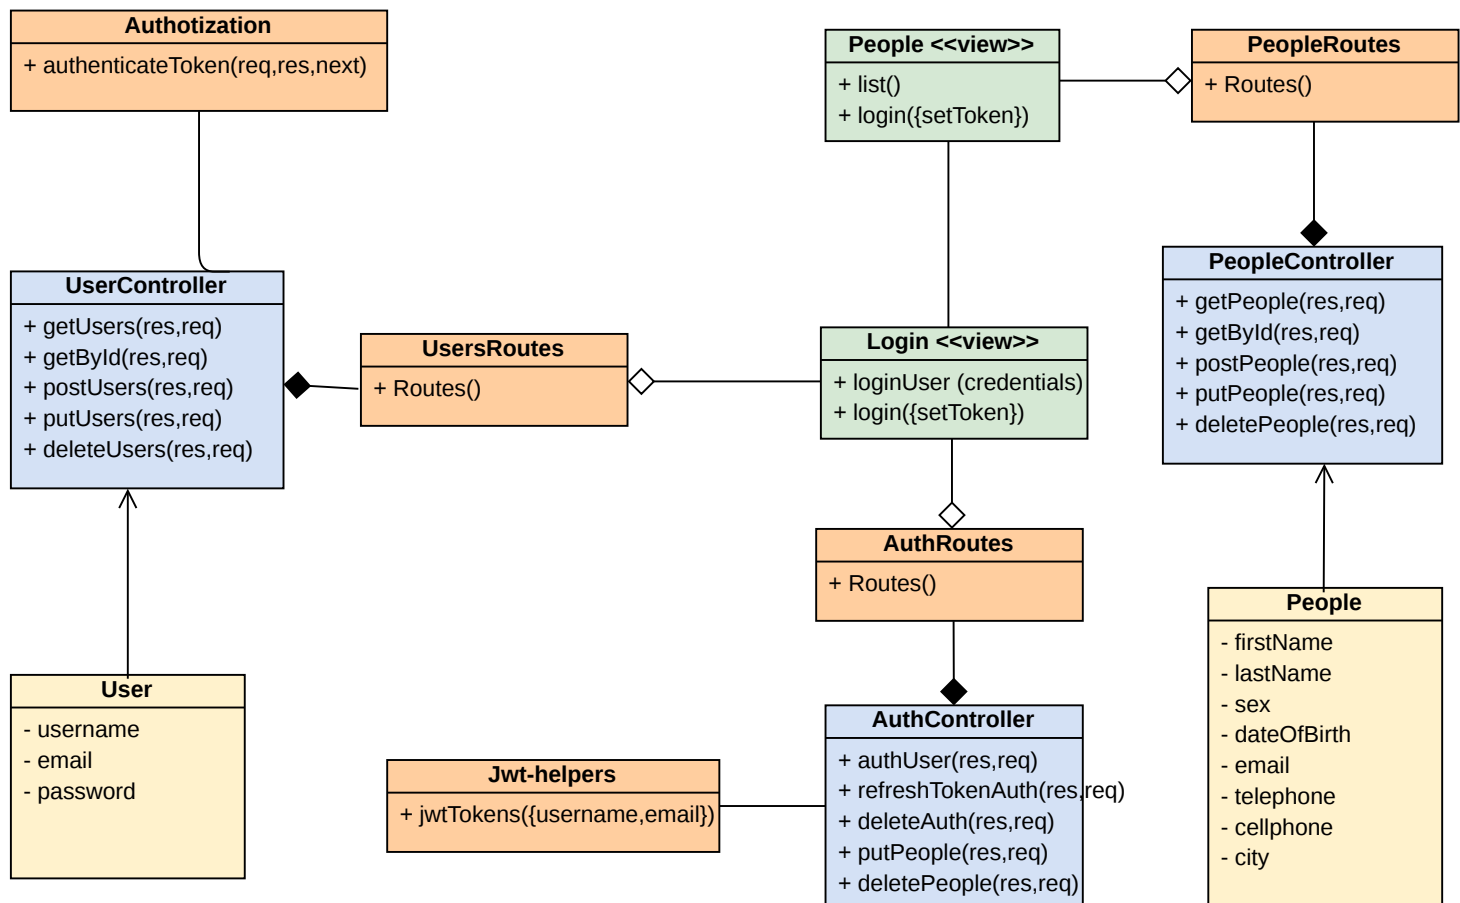 Authotization
+ authenticateToken(req,res,next)
People <<view>>
+ list()
+ login({setToken})
PeopleRoutes
+ Routes()
UserController
+ getUsers(res,req)
+ getById(res,req)
+ postUsers(res,req)
+ putUsers(res,req)
+ deleteUsers(res,req)
UsersRoutes
+ Routes()
Login <<view>>
+ loginUser (credentials)
+ login({setToken})
PeopleController
+ getPeople(res,req)
+ getById(res,req)
+ postPeople(res,req)
+ putPeople(res,req)
+ deletePeople(res,req)
AuthRoutes
+ Routes()
User
- username
- email
- password
Jwt-helpers
+ jwtTokens({username,email})
AuthController
+ authUser(res,req)
+ refreshTokenAuth(res,req)
+ deleteAuth(res,req)
+ putPeople(res,req)
+ deletePeople(res,req)
People
- firstName
- lastName
- sex
- dateOfBirth
- email
- telephone
- cellphone
- city